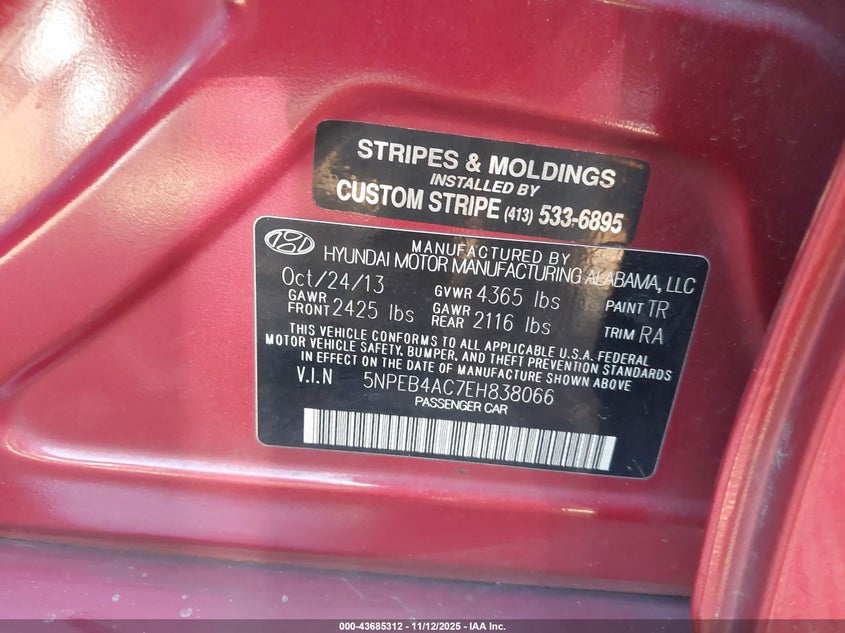 STRIPES & MOLDINGS
INSTALLED BY
CUSTOM STRIPE (413) 533-6895
MANUFACTURED BY
HYUNDAI MOTOR MANUFACTURING ALABAMA, LLC
Oct/24/13 GVWR 4365 lbs PAINT TR
GAWR FRONT 2425 lbs GAWR REAR 2116 lbs TRIM RA
THIS VEHICLE CONFORMS TO ALL APPLICABLE U.S.A. FEDERAL
MOTOR VEHICLE SAFETY, BUMPER, AND THEFT PREVENTION STANDARDS
IN EFFECT ON THE DATE OF MANUFACTURE SHOWN ABOVE
V.I.N 5NPEB4AC7EH838066
PASSENGER CAR
000-43685312 - 11/12/2025 - IAA Inc.